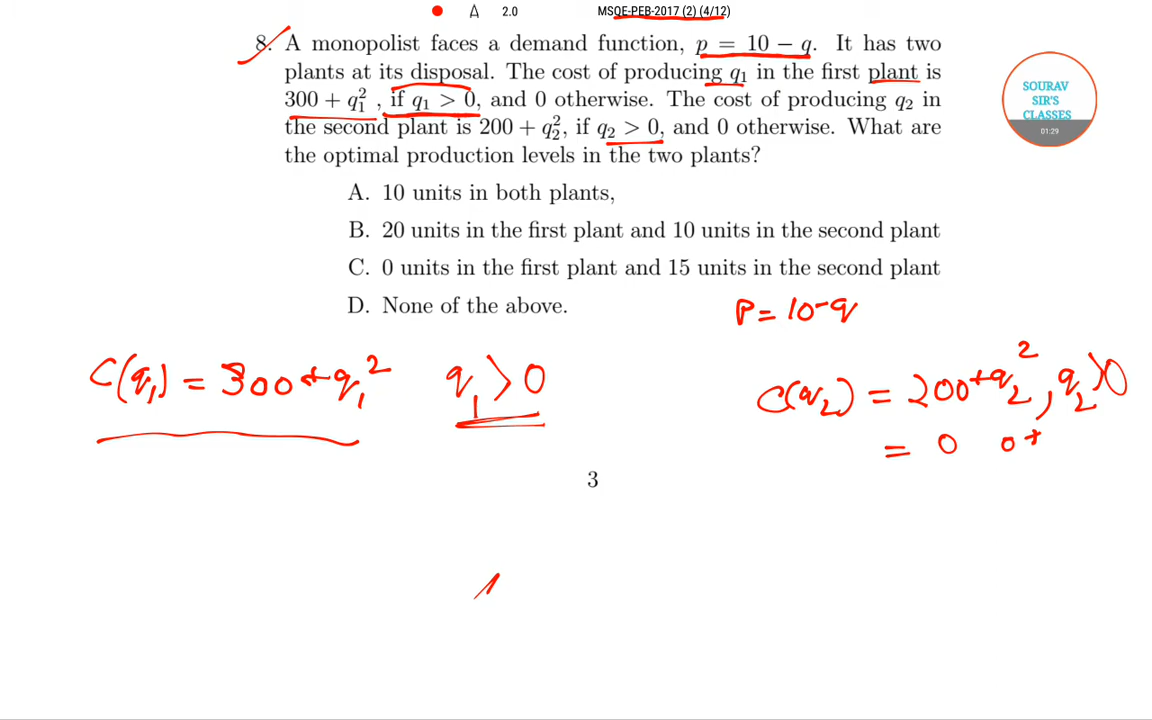 A 2.0 MSQE-PEB-2017 (2) (4/12)
8. A monopolist faces a demand function, p = 10 − q. It has two
plants at its disposal. The cost of producing q₁ in the first plant is
300 + q₁² , if q₁ > 0, and 0 otherwise. The cost of producing q₂ in
the second plant is 200 + q₂², if q₂ > 0, and 0 otherwise. What are
the optimal production levels in the two plants?
SOURAV
SIR'S
CLASSES
01:29
A. 10 units in both plants,
B. 20 units in the first plant and 10 units in the second plant
C. 0 units in the first plant and 15 units in the second plant
D. None of the above.
P = 10-q
C(q₁) = 300 + q₁² q₁ > 0
C(q₂) = 200 + q₂², q₂ > 0
= 0 0t
3